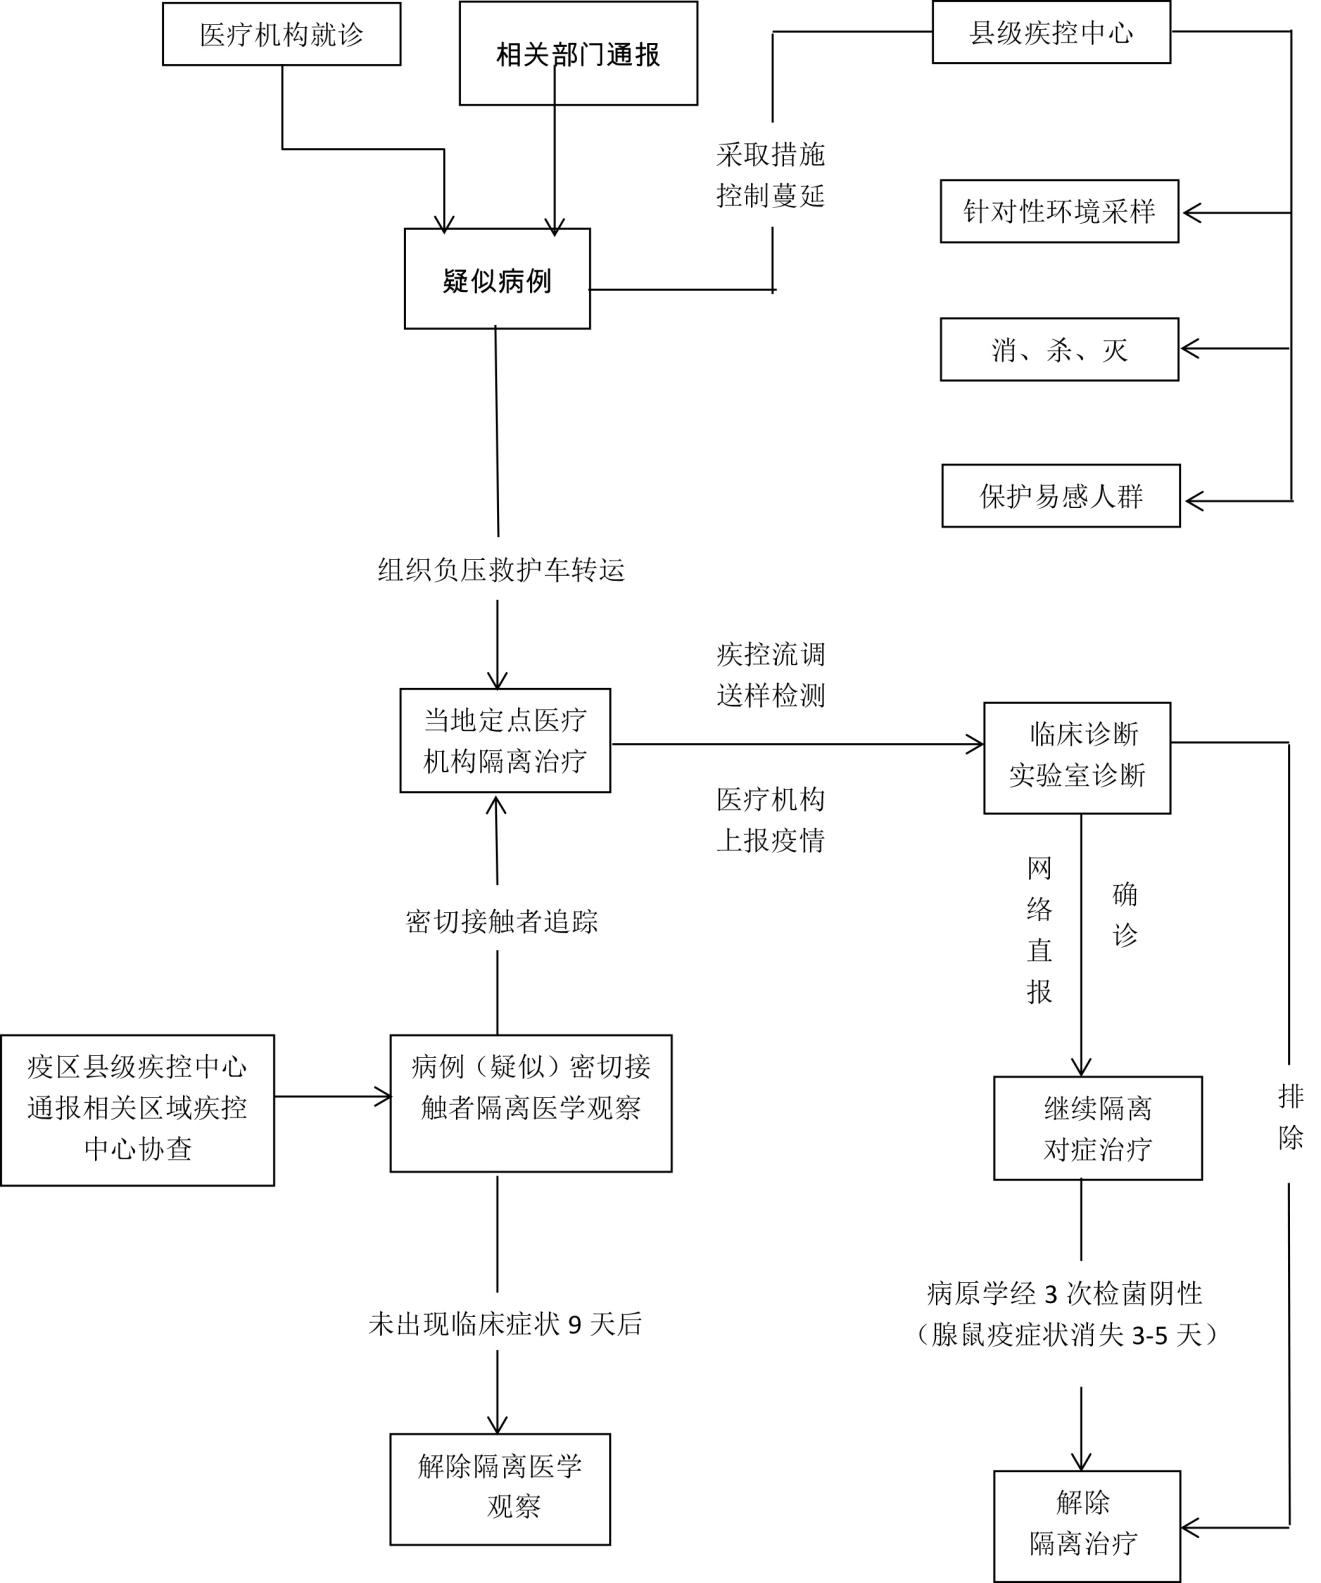 医疗机构就诊
相关部门通报
县级疾控中心
采取措施
控制蔓延
针对性环境采样
疑似病例
消、杀、灭
保护易感人群
组织负压救护车转运
疾控流调
送样检测
当地定点医疗
机构隔离治疗
临床诊断
实验室诊断
医疗机构
上报疫情
网络直报
确诊
密切接触者追踪
疫区县级疾控中心
通报相关区域疾控
中心协查
病例（疑似）密切接
触者隔离医学观察
继续隔离
对症治疗
排除
未出现临床症状 9 天后
病原学经 3 次检菌阴性
（腺鼠疫症状消失 3-5 天）
解除隔离医学
观察
解除
隔离治疗